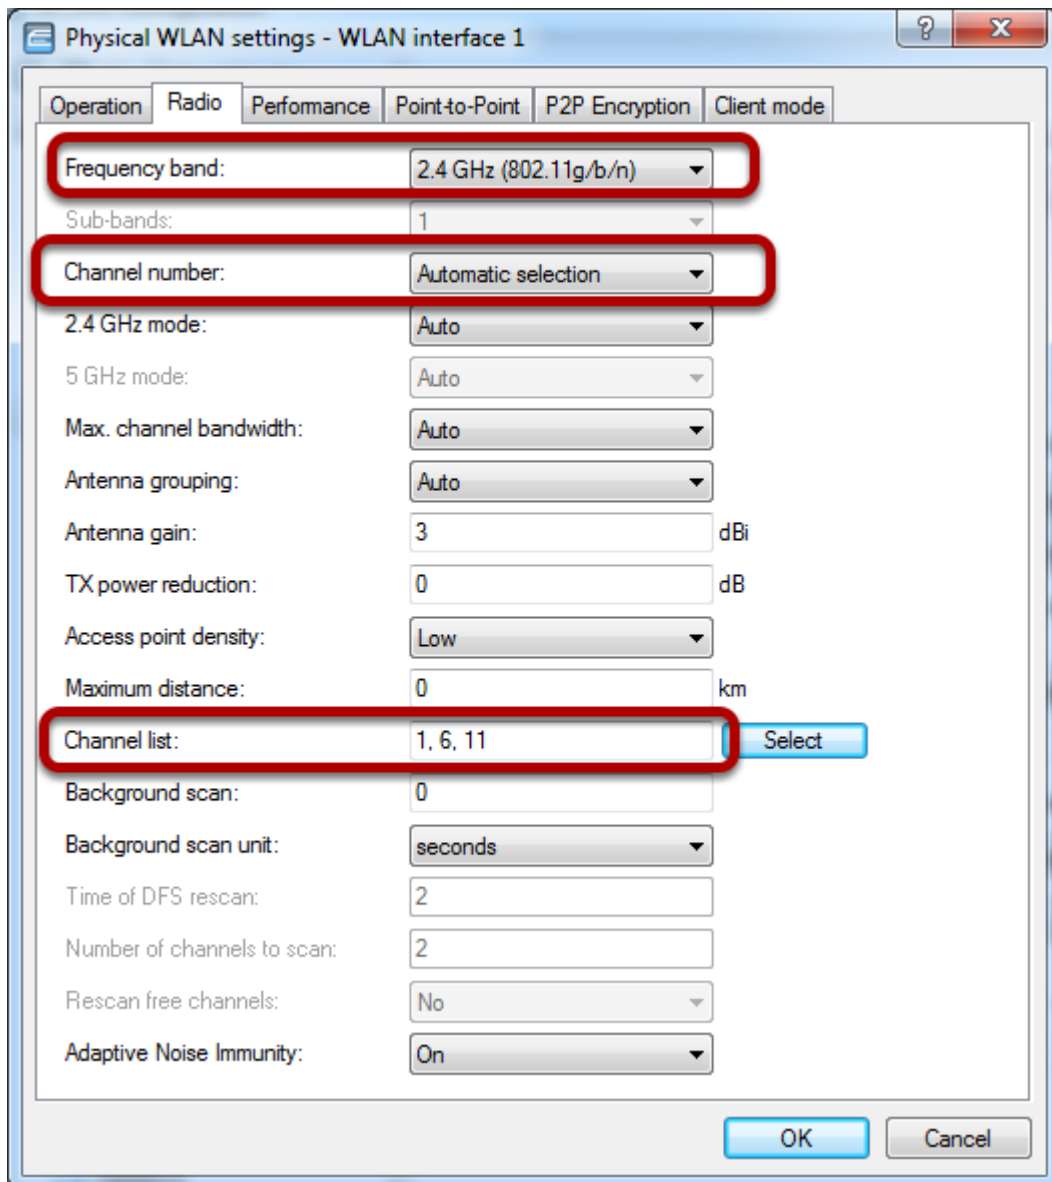 Physical WLAN settings - WLAN interface 1
Operation Radio Performance Point-to-Point P2P Encryption Client mode
Frequency band: 2.4 GHz (802.11g/b/n)
Sub-bands: 1
Channel number: Automatic selection
2.4 GHz mode: Auto
5 GHz mode: Auto
Max. channel bandwidth: Auto
Antenna grouping: Auto
Antenna gain: 3 dBi
TX power reduction: 0 dB
Access point density: Low
Maximum distance: 0 km
Channel list: 1, 6, 11 Select
Background scan: 0
Background scan unit: seconds
Time of DFS rescan: 2
Number of channels to scan: 2
Rescan free channels: No
Adaptive Noise Immunity: On
OK Cancel